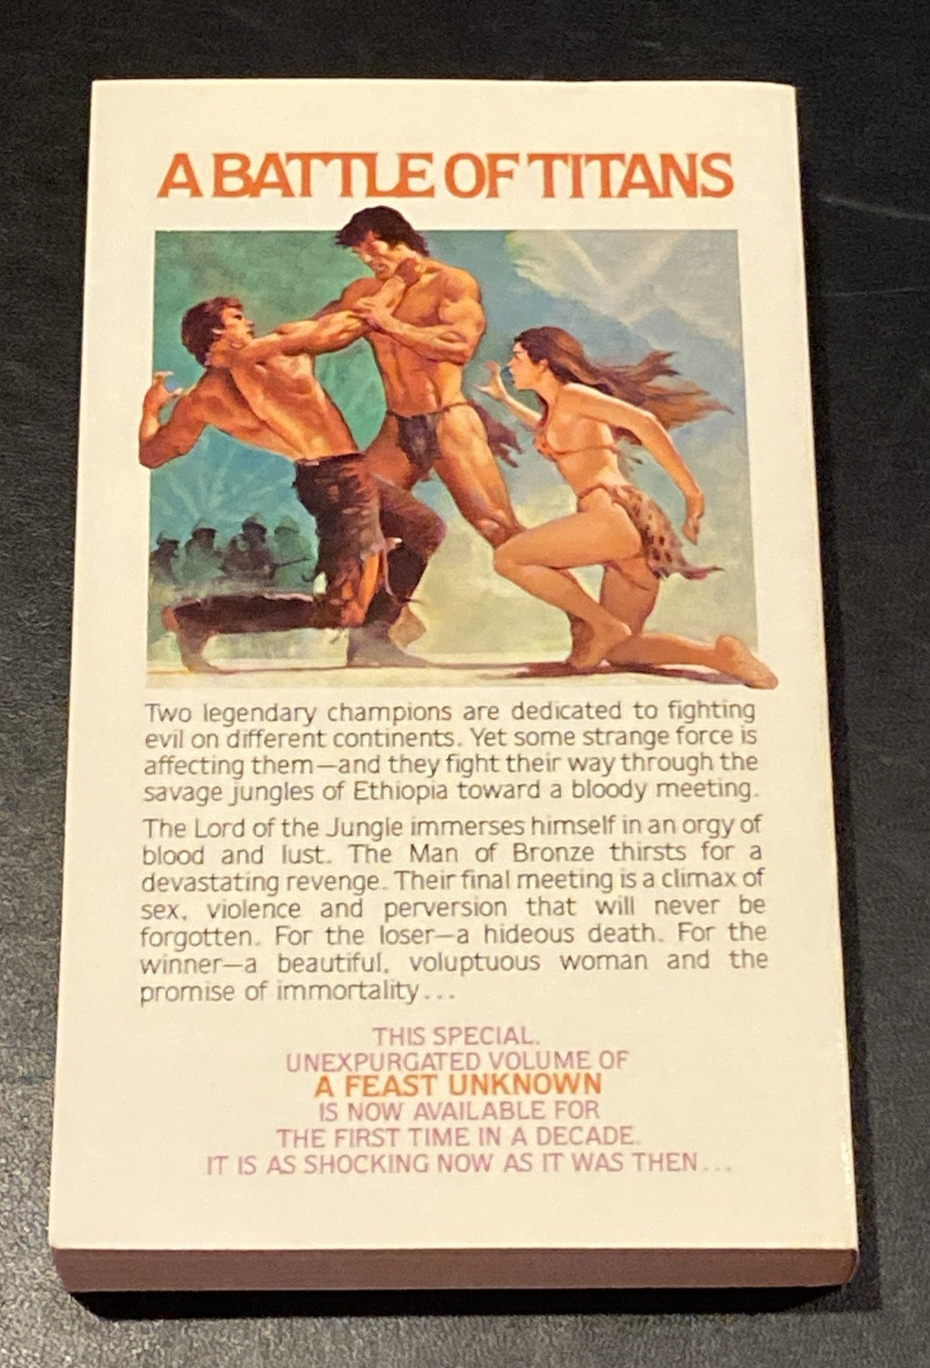 A BATTLE OF TITANS
Two legendary champions are dedicated to fighting
evil on different continents. Yet some strange force is
affecting them—and they fight their way through the
savage jungles of Ethiopia toward a bloody meeting.
The Lord of the Jungle immerses himself in an orgy of
blood and lust. The Man of Bronze thirsts for a
devastating revenge. Their final meeting is a climax of
sex, violence and perversion that will never be
forgotten. For the loser—a hideous death. For the
winner—a beautiful, voluptuous woman and the
promise of immortality...
THIS SPECIAL,
UNEXPURGATED VOLUME OF
A FEAST UNKNOWN
IS NOW AVAILABLE FOR
THE FIRST TIME IN A DECADE.
IT IS AS SHOCKING NOW AS IT WAS THEN...